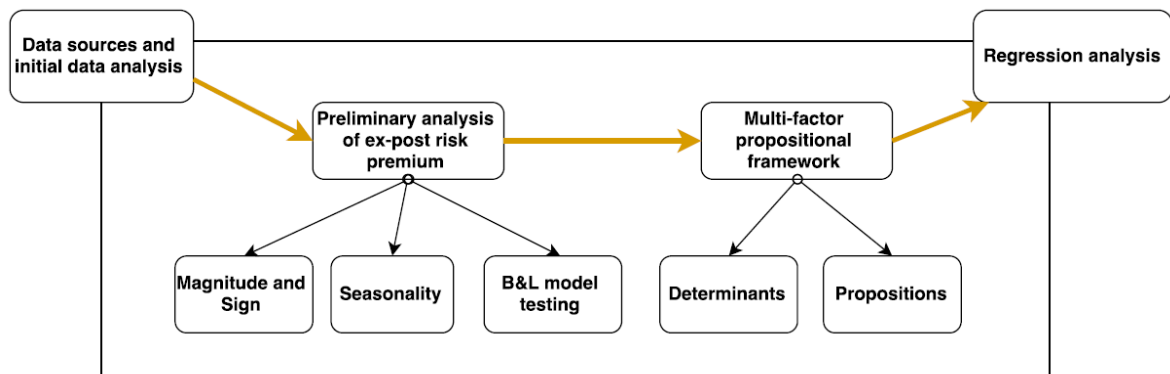 Data sources and
initial data analysis
Regression analysis
Preliminary analysis
of ex-post risk
premium
Multi-factor
propositional
framework
Magnitude and
Sign
Seasonality
B&L model
testing
Determinants
Propositions